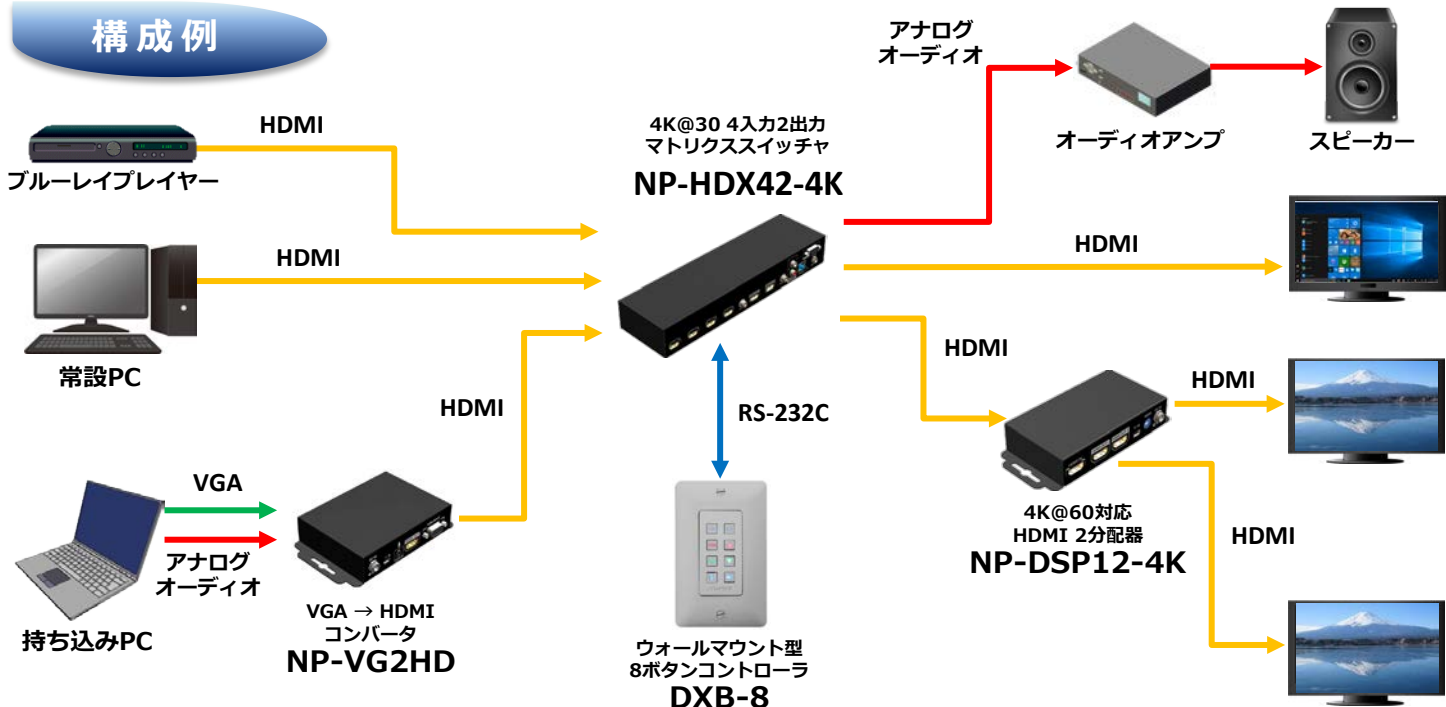 構成例
アナログ
オーディオ
HDMI
ブルーレイプレイヤー
4K@30 4入力2出力
マトリクススイッチャ
NP-HDX42-4K
オーディオアンプ
スピーカー
HDMI
常設PC
HDMI
HDMI
HDMI
HDMI
RS-232C
VGA
アナログ
オーディオ
持ち込みPC
VGA → HDMI
コンバータ
NP-VG2HD
ウォールマウント型
8ボタンコントローラ
DXB-8
4K@60対応
HDMI 2分配器
NP-DSP12-4K
HDMI